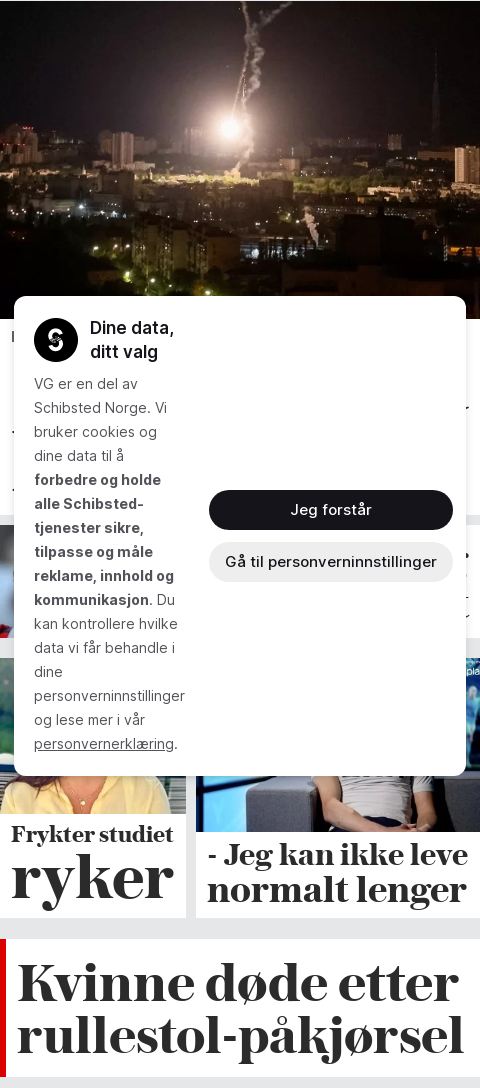 Dine data,
ditt valg
VG er en del av
Schibsted Norge. Vi
bruker cookies og
dine data til å
forbedre og holde
alle Schibsted-
tjenester sikre,
tilpasse og måle
reklame, innhold og
kommunikasjon. Du
kan kontrollere hvilke
data vi får behandle i
dine
personverninnstillinger
og lese mer i vår
personvernerklæring.
Jeg forstår
Gå til personverninnstillinger
Frykter studiet
ryker
- Jeg kan ikke leve
normalt lenger
Kvinne døde etter
rullestol-påkjørsel